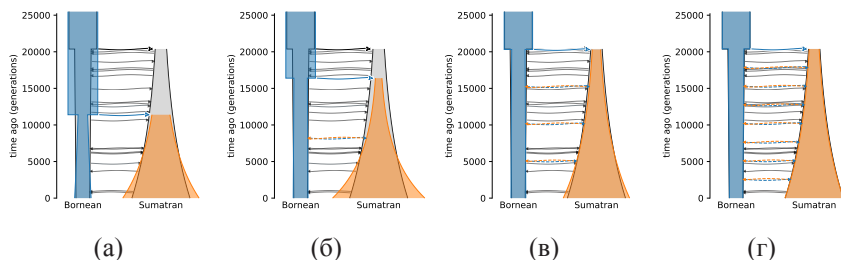 25000
20000
15000
10000
5000
0
time ago (generations)
Bornean
Sumatran
(а)
25000
20000
15000
10000
5000
0
time ago (generations)
Bornean
Sumatran
(б)
25000
20000
15000
10000
5000
0
time ago (generations)
Bornean
Sumatran
(в)
25000
20000
15000
10000
5000
0
time ago (generations)
Bornean
Sumatran
(г)